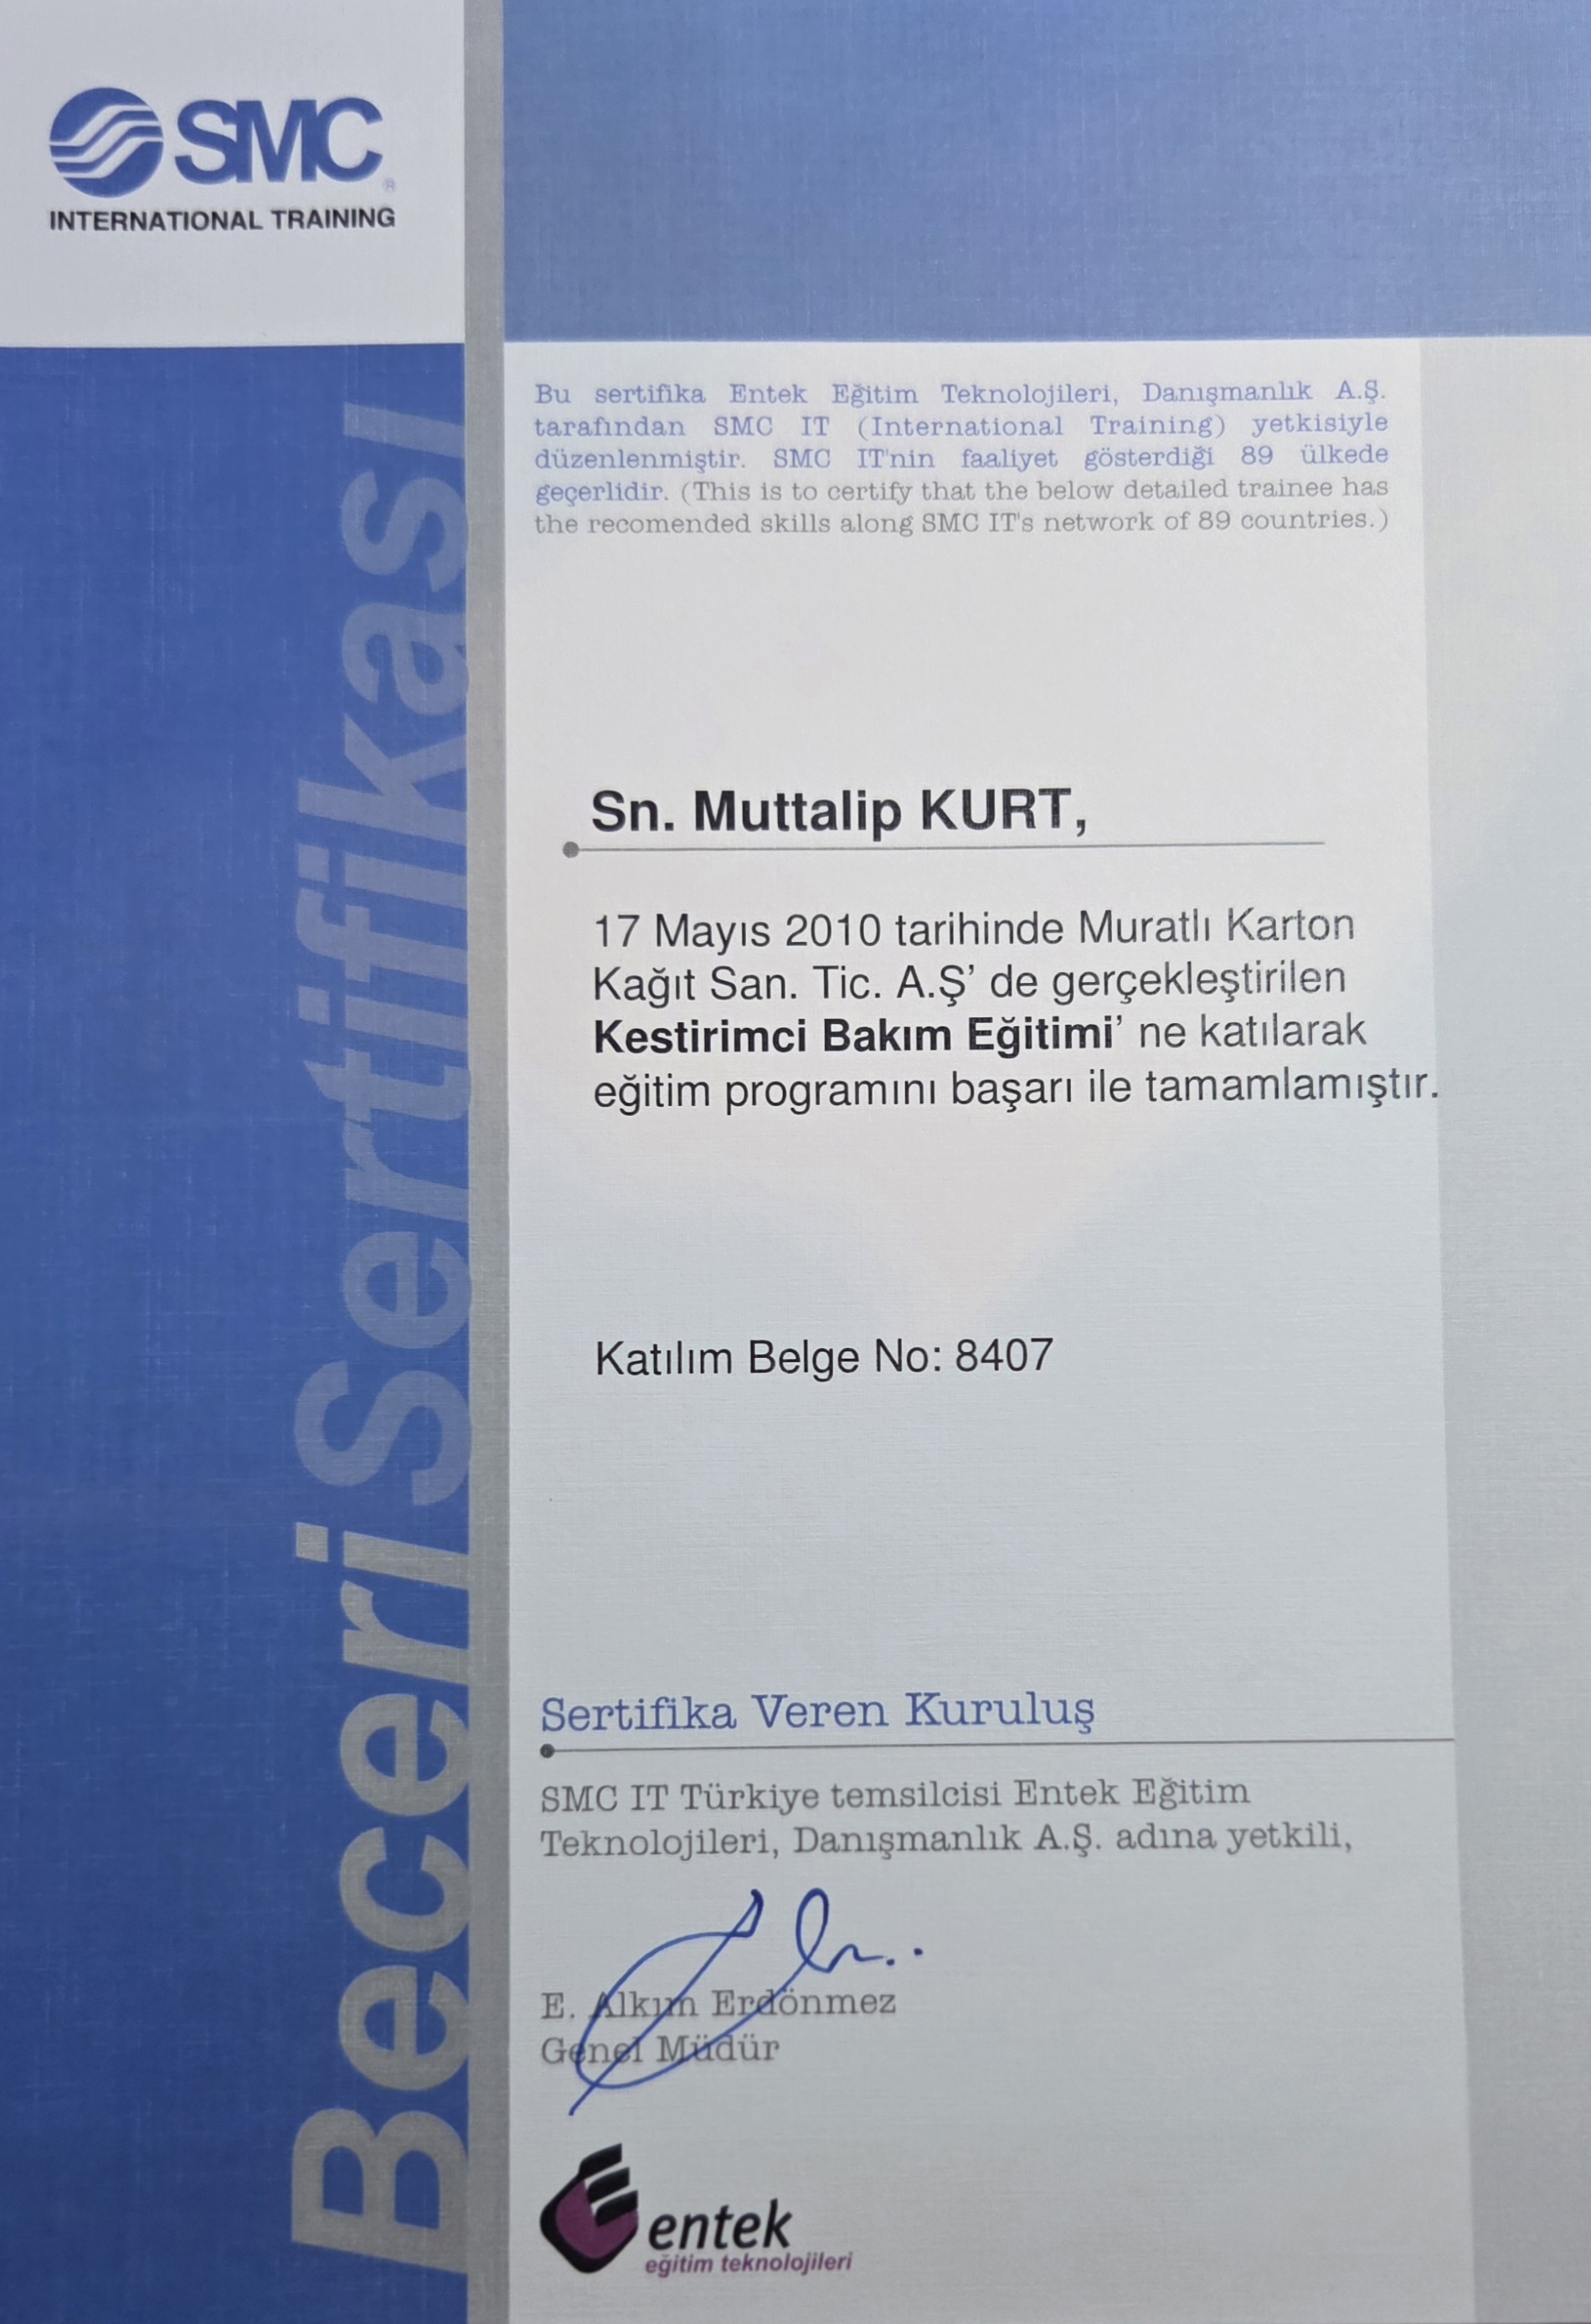 SMC®
INTERNATIONAL TRAINING
Beceri Sertifikası
Bu sertifika Entek Eğitim Teknolojileri, Danışmanlık A.Ş.
tarafından SMC IT (International Training) yetkisiyle
düzenlenmiştir. SMC IT'nin faaliyet gösterdiği 89 ülkede
geçerlidir. (This is to certify that the below detailed trainee has
the recomended skills along SMC IT's network of 89 countries.)
Sn. Muttalip KURT,
17 Mayıs 2010 tarihinde Muratlı Karton
Kağıt San. Tic. A.Ş’ de gerçekleştirilen
Kestirimci Bakım Eğitimi’ ne katılarak
eğitim programını başarı ile tamamlamıştır.
Katılım Belge No: 8407
Sertifika Veren Kuruluş
SMC IT Türkiye temsilcisi Entek Eğitim
Teknolojileri, Danışmanlık A.Ş. adına yetkili,
E. Alkım Erdönmez
Genel Müdür
entek
eğitim teknolojileri